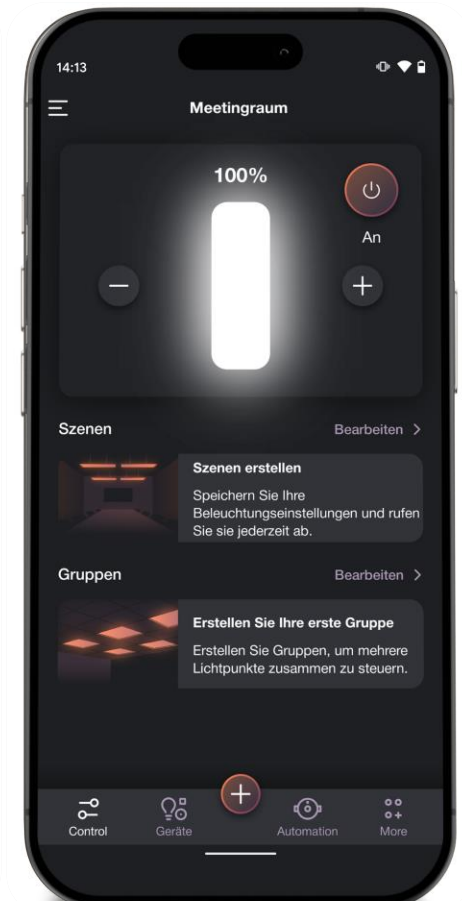 14:13
Meetingraum
100%
An
Szenen
Bearbeiten >
Szenen erstellen
Speichern Sie Ihre
Beleuchtungseinstellungen und rufen
Sie sie jederzeit ab.
Gruppen
Bearbeiten >
Erstellen Sie Ihre erste Gruppe
Erstellen Sie Gruppen, um mehrere
Lichtpunkte zusammen zu steuern.
Control
Geräte
Automation
More